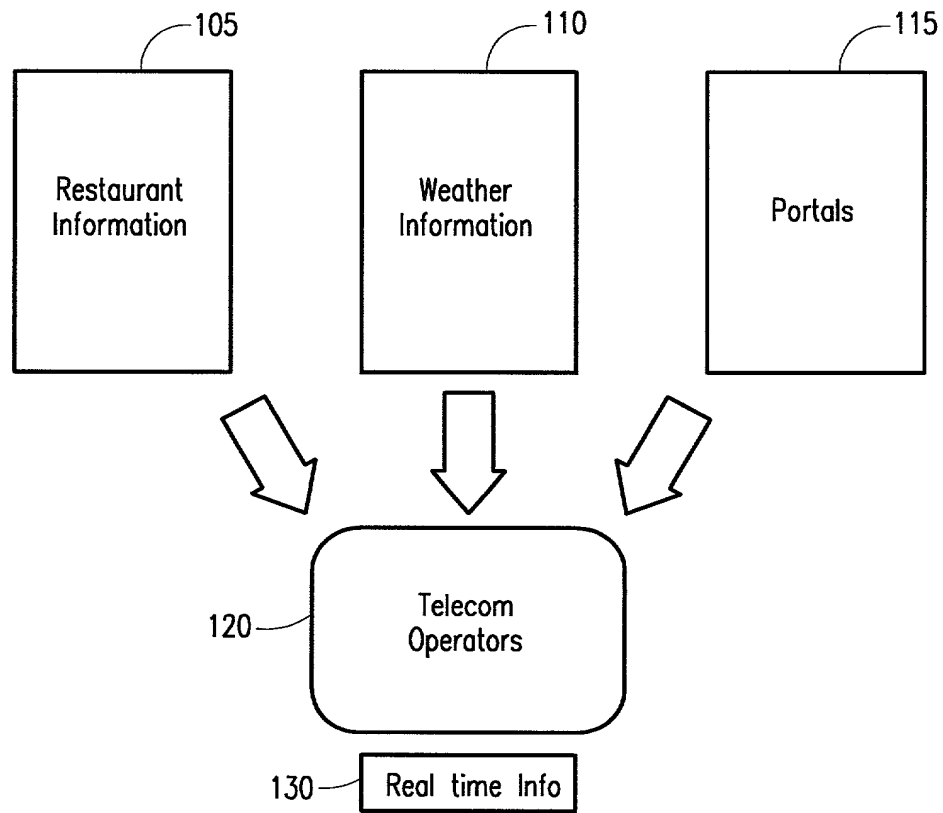 105
110
115
Restaurant
Information
Weather
Information
Portals
120
Telecom
Operators
130
Real time Info